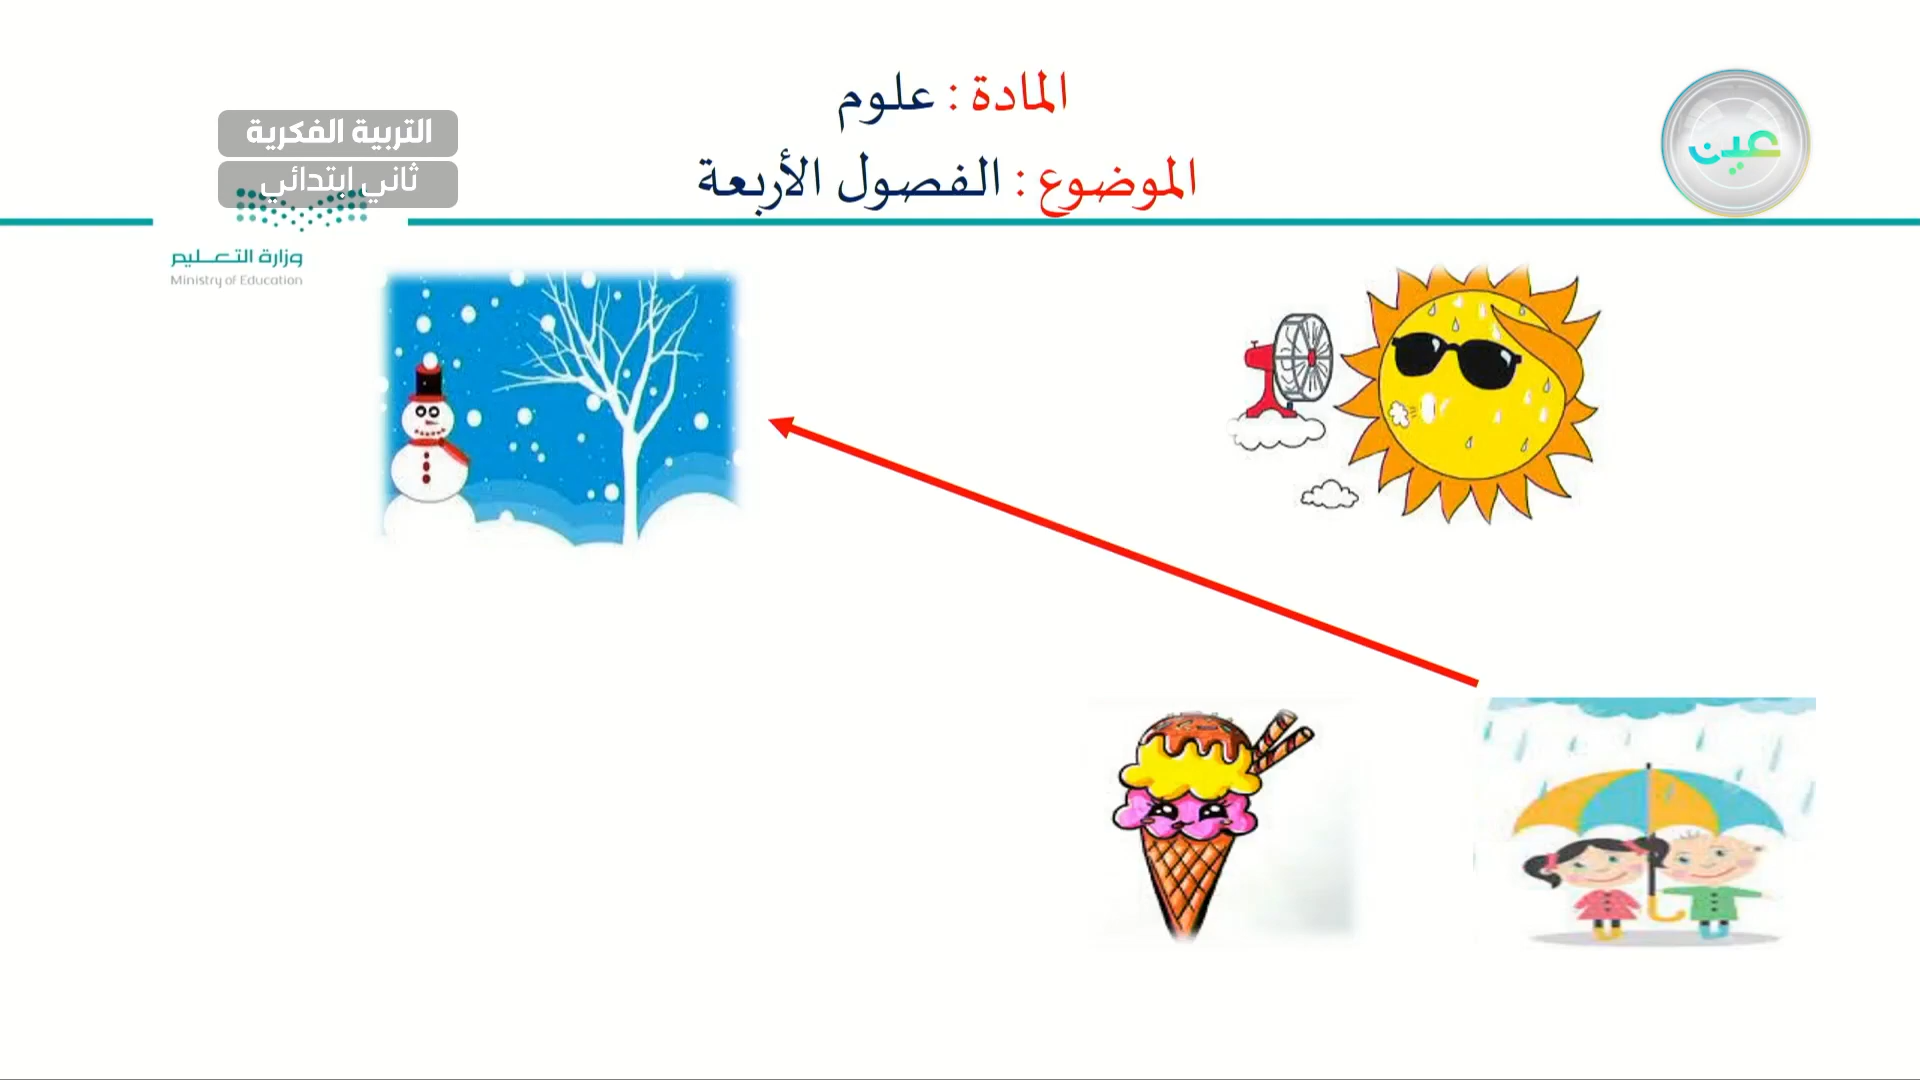 المادة : علوم
الموضوع : الفصول الأربعة
عين
التربية الفكرية
ثاني ابتدائي
وزارة التعليم
Ministry of Education